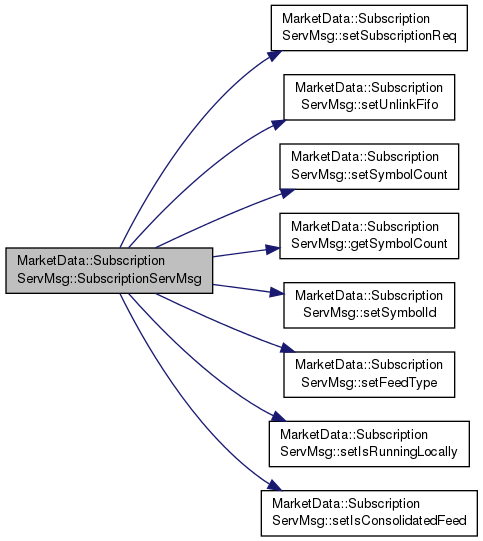 MarketData::Subscription
ServMsg::setSubscriptionReq
MarketData::Subscription
ServMsg::setUnlinkFifo
MarketData::Subscription
ServMsg::setSymbolCount
MarketData::Subscription
ServMsg::getSymbolCount
MarketData::Subscription
ServMsg::SubscriptionServMsg
MarketData::Subscription
ServMsg::setSymbolId
MarketData::Subscription
ServMsg::setFeedType
MarketData::Subscription
ServMsg::setIsRunningLocally
MarketData::Subscription
ServMsg::setIsConsolidatedFeed